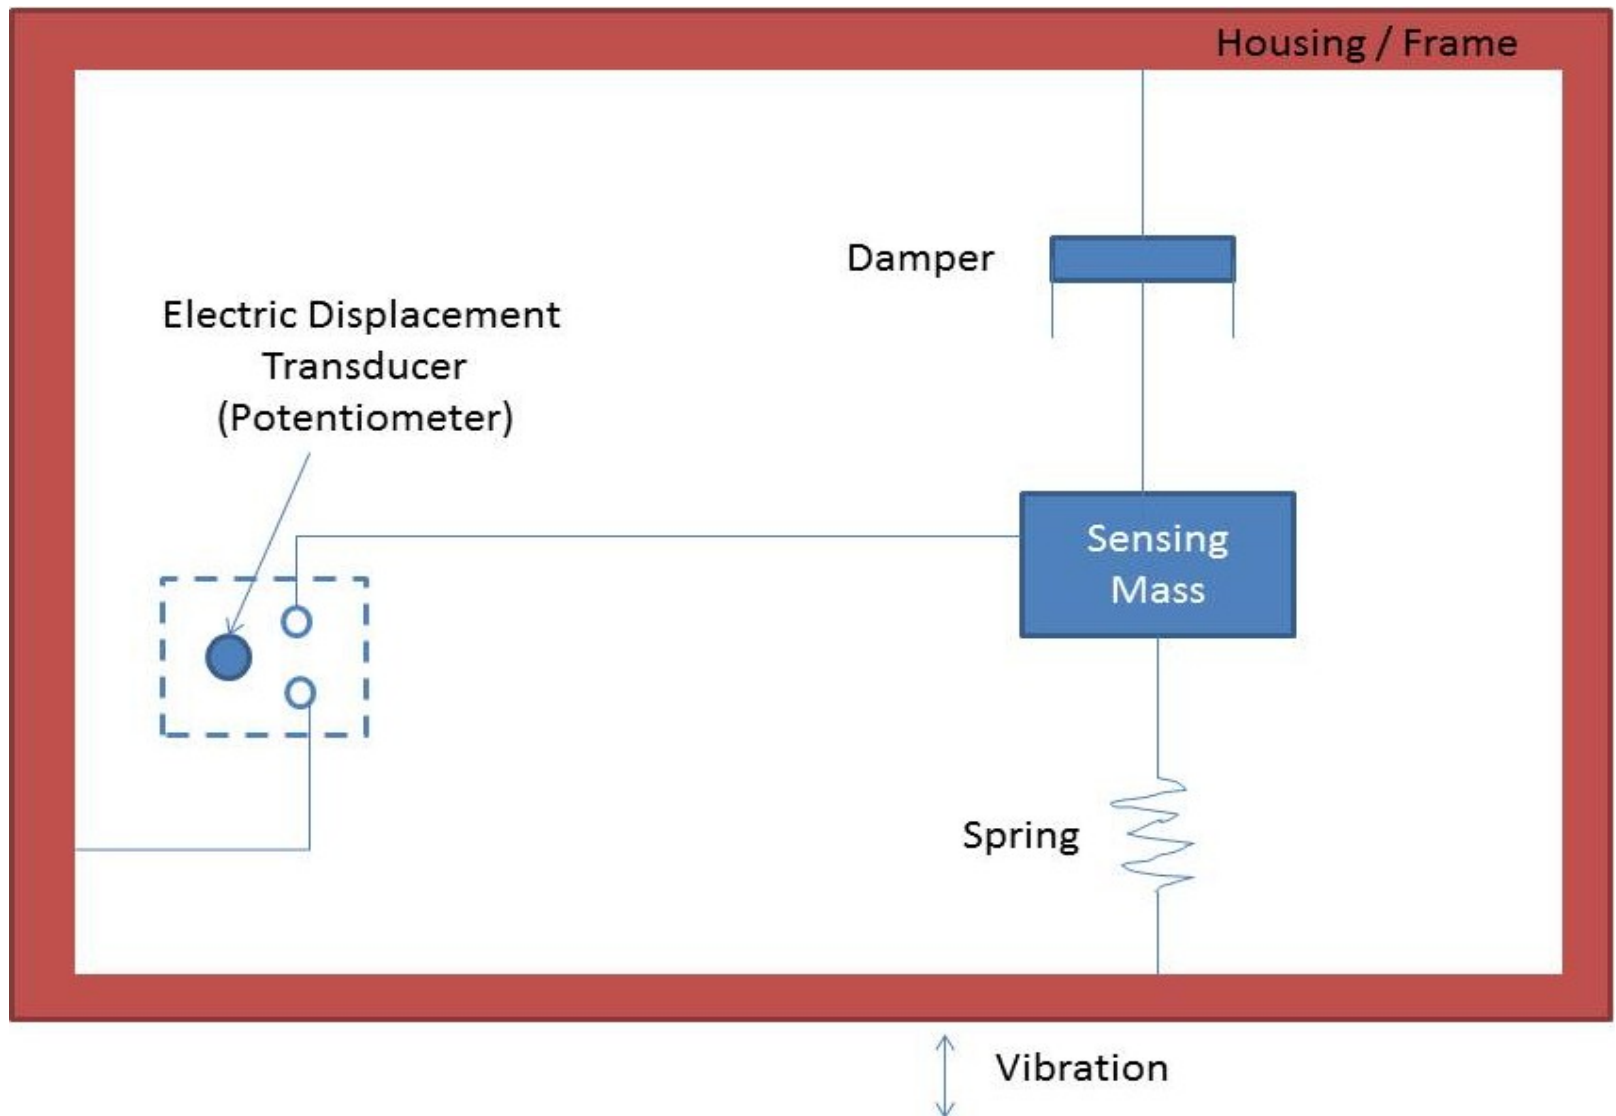 Housing / Frame
Damper
Electric Displacement
Transducer
(Potentiometer)
Sensing
Mass
Spring
Vibration